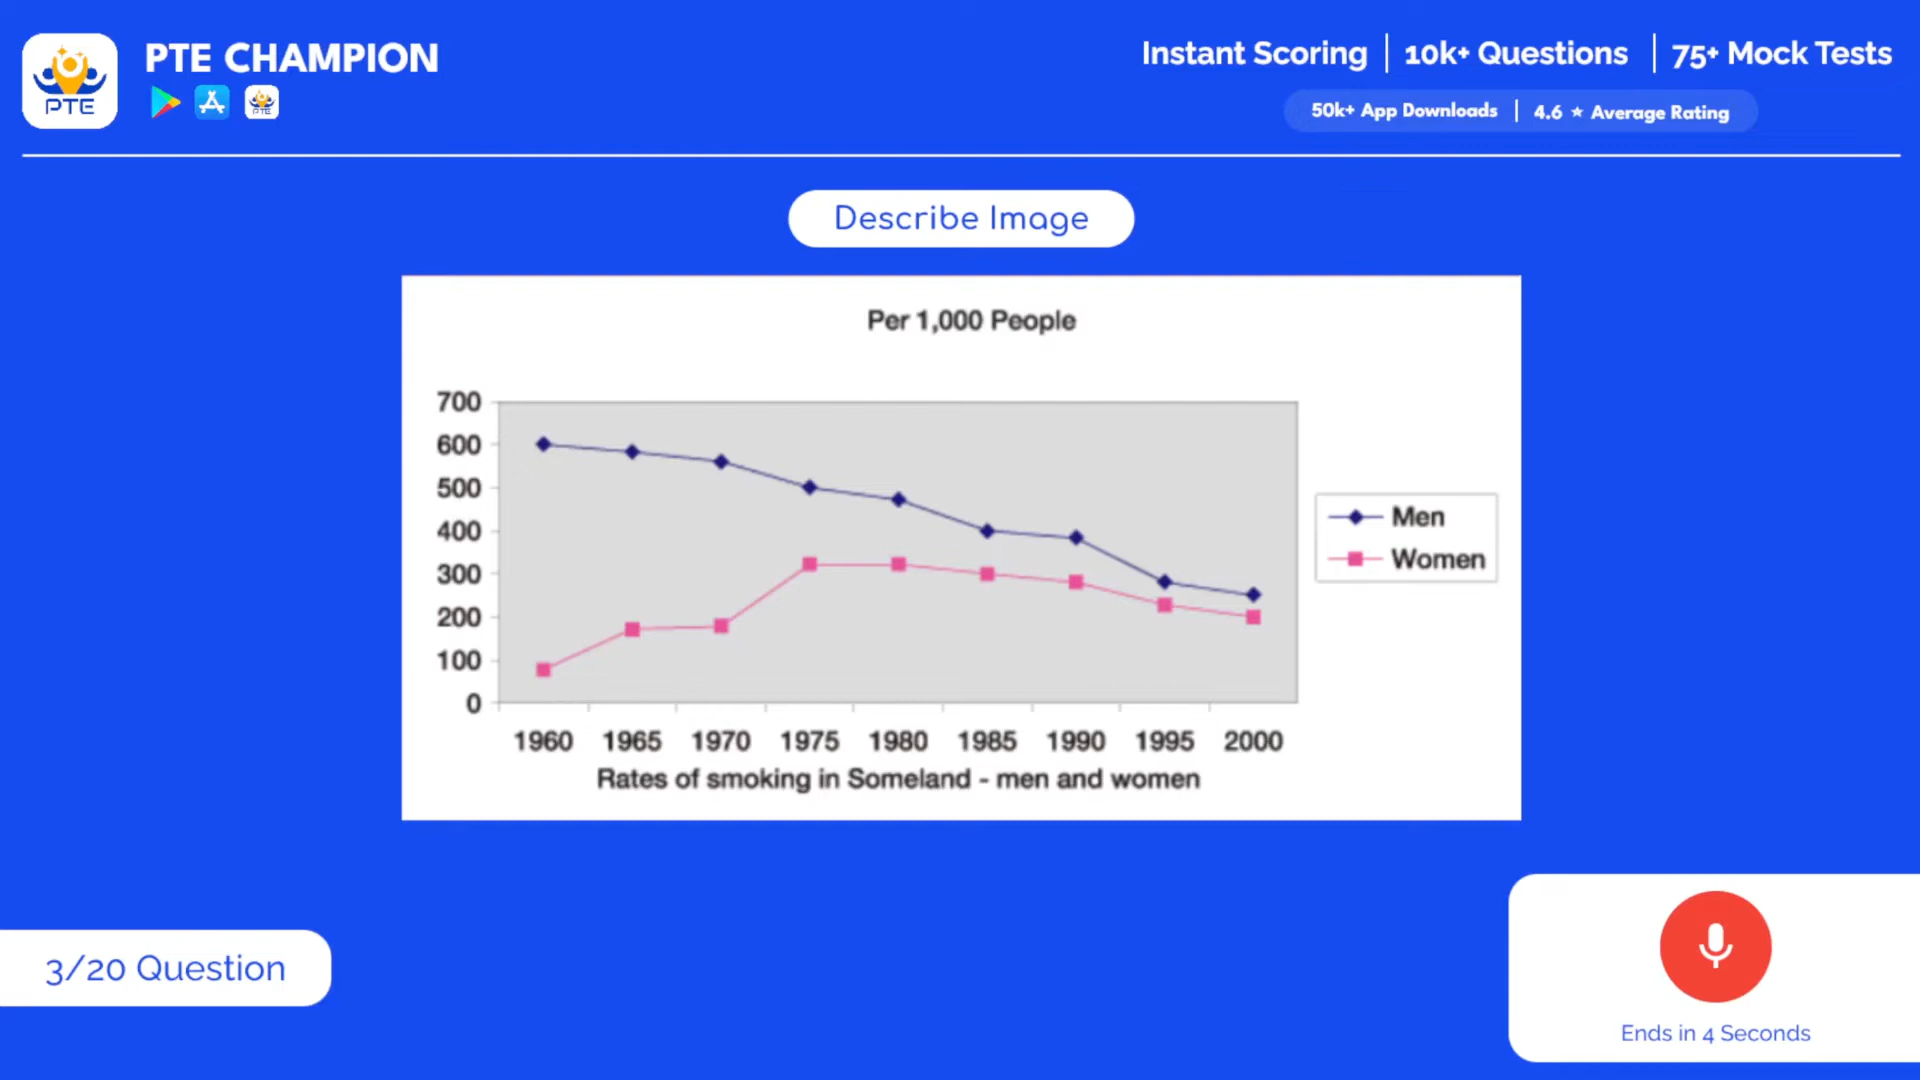 PTE CHAMPION
PTE
PTE
Instant Scoring | 10k+ Questions | 75+ Mock Tests
50k+ App Downloads | 4.6 ★ Average Rating
Describe Image
Per 1,000 People
700
600
500
400
300
200
100
0
1960 1965 1970 1975 1980 1985 1990 1995 2000
Rates of smoking in Someland - men and women
Men
Women
3/20 Question
Ends in 4 Seconds